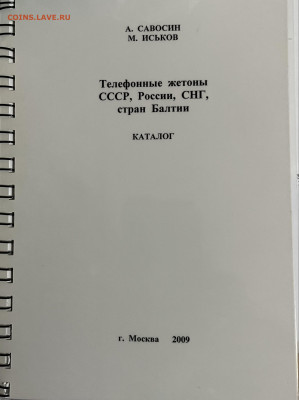 COINS.LAVE.RU
А. САВОСИН
М. ИСЬКОВ
Телефонные жетоны
СССР, России, СНГ,
стран Балтии
КАТАЛОГ
г. Москва 2009